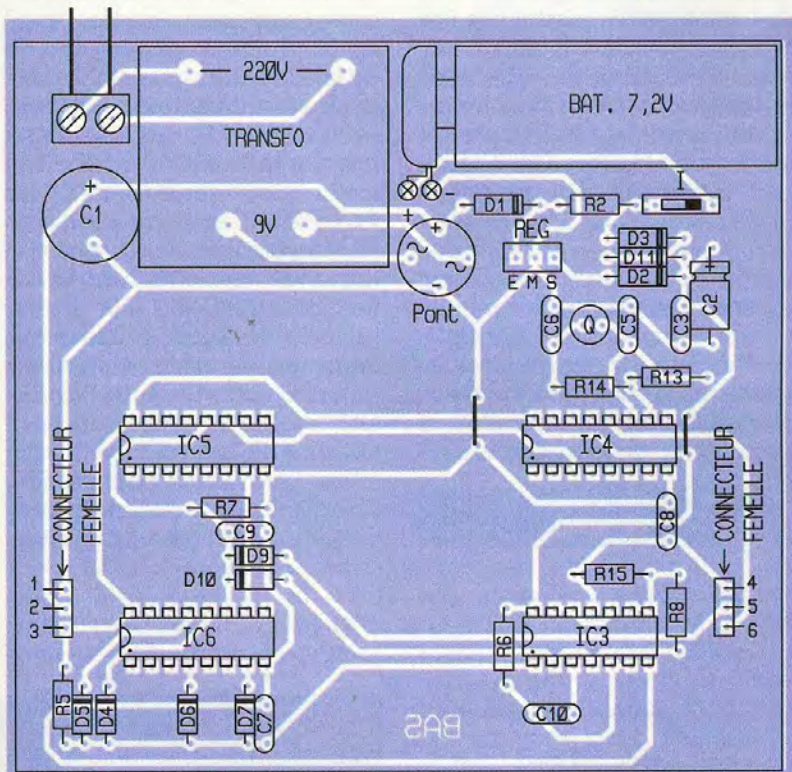 220V
TRANSFO
9V
BAT. 7,2V
+
C1
-
+
+
-
Pont
D1
R2
I
REG
E M S
D3
D11
D2
+
C2
C6
Q
C5
C3
R14
R13
IC5
IC4
CONNECTEUR
FEMELLE
R7
C9
D9
D10
C8
CONNECTEUR
FEMELLE
1
2
3
IC6
R15
R6
IC3
R8
4
5
6
R5
D5
D4
D6
D7
C7
C10
BAS